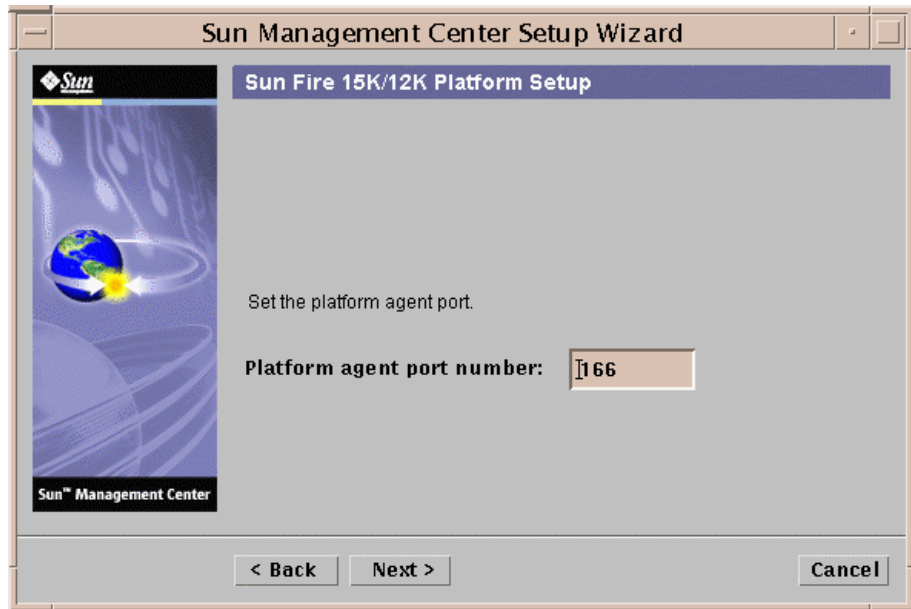 Sun Management Center Setup Wizard
Sun
Sun Fire 15K/12K Platform Setup
Set the platform agent port.
Platform agent port number: 166
Sun™ Management Center
< Back
Next >
Cancel